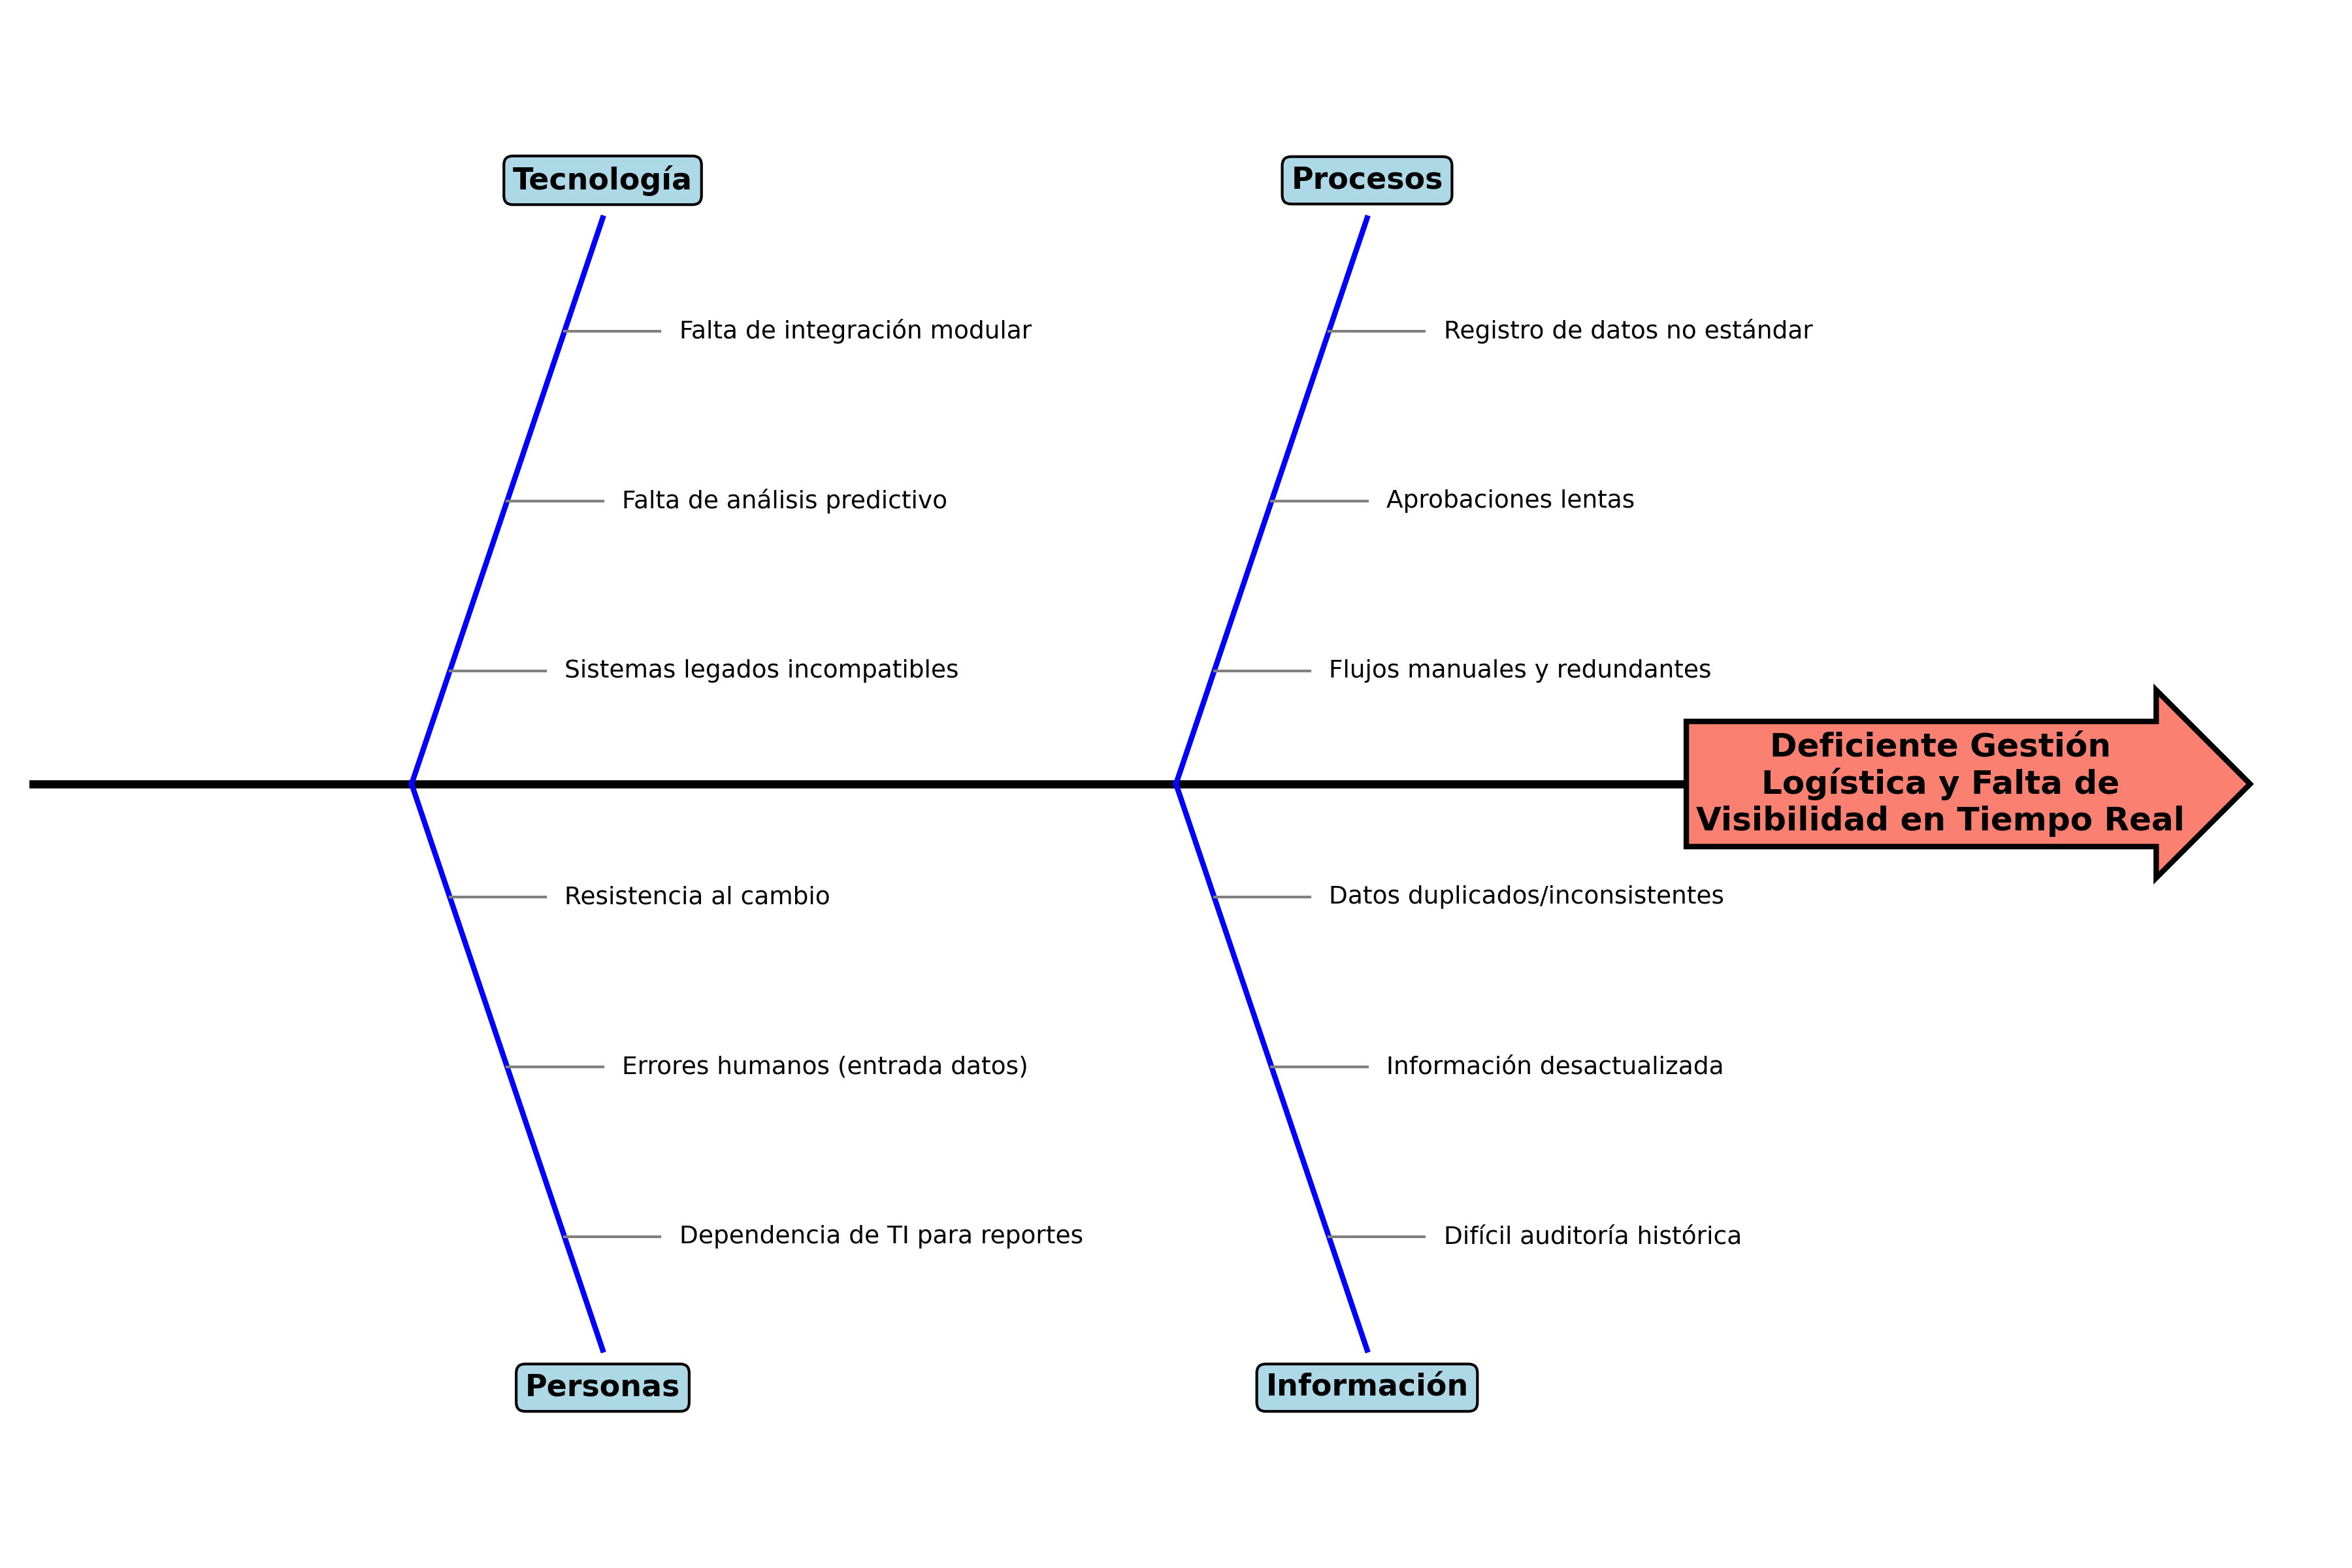 Tecnología
Falta de integración modular
Falta de análisis predictivo
Sistemas legados incompatibles
Procesos
Registro de datos no estándar
Aprobaciones lentas
Flujos manuales y redundantes
Deficiente Gestión
Logística y Falta de
Visibilidad en Tiempo Real
Resistencia al cambio
Errores humanos (entrada datos)
Dependencia de TI para reportes
Personas
Datos duplicados/inconsistentes
Información desactualizada
Difícil auditoría histórica
Información